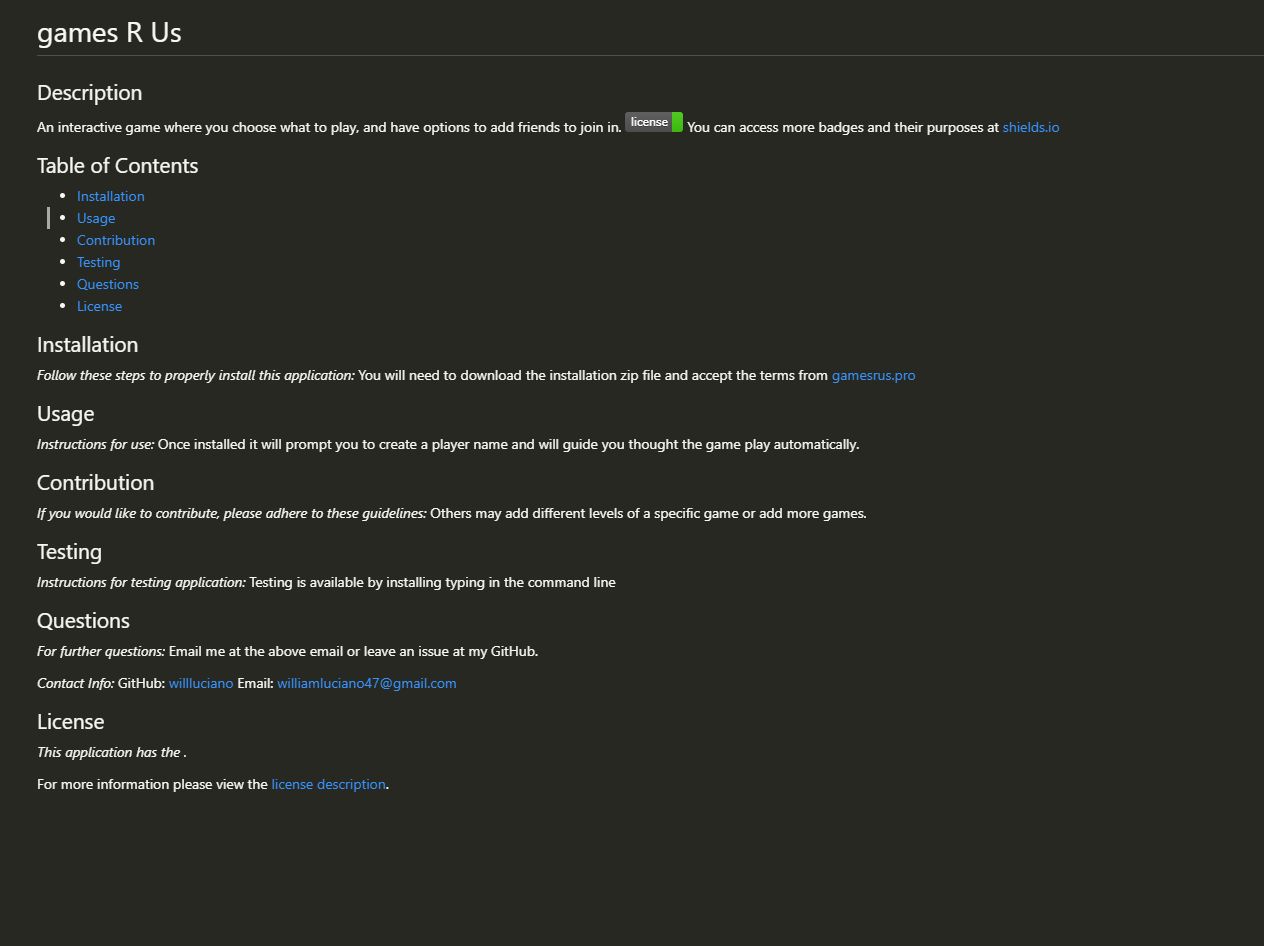 games R Us
Description
An interactive game where you choose what to play, and have options to add friends to join in. license You can access more badges and their purposes at shields.io
Table of Contents
• Installation
• Usage
• Contribution
• Testing
• Questions
• License
Installation
Follow these steps to properly install this application: You will need to download the installation zip file and accept the terms from gamesrus.pro
Usage
Instructions for use: Once installed it will prompt you to create a player name and will guide you thought the game play automatically.
Contribution
If you would like to contribute, please adhere to these guidelines: Others may add different levels of a specific game or add more games.
Testing
Instructions for testing application: Testing is available by installing typing in the command line
Questions
For further questions: Email me at the above email or leave an issue at my GitHub.
Contact Info: GitHub: willluciano Email: williamluciano47@gmail.com
License
This application has the .
For more information please view the license description.